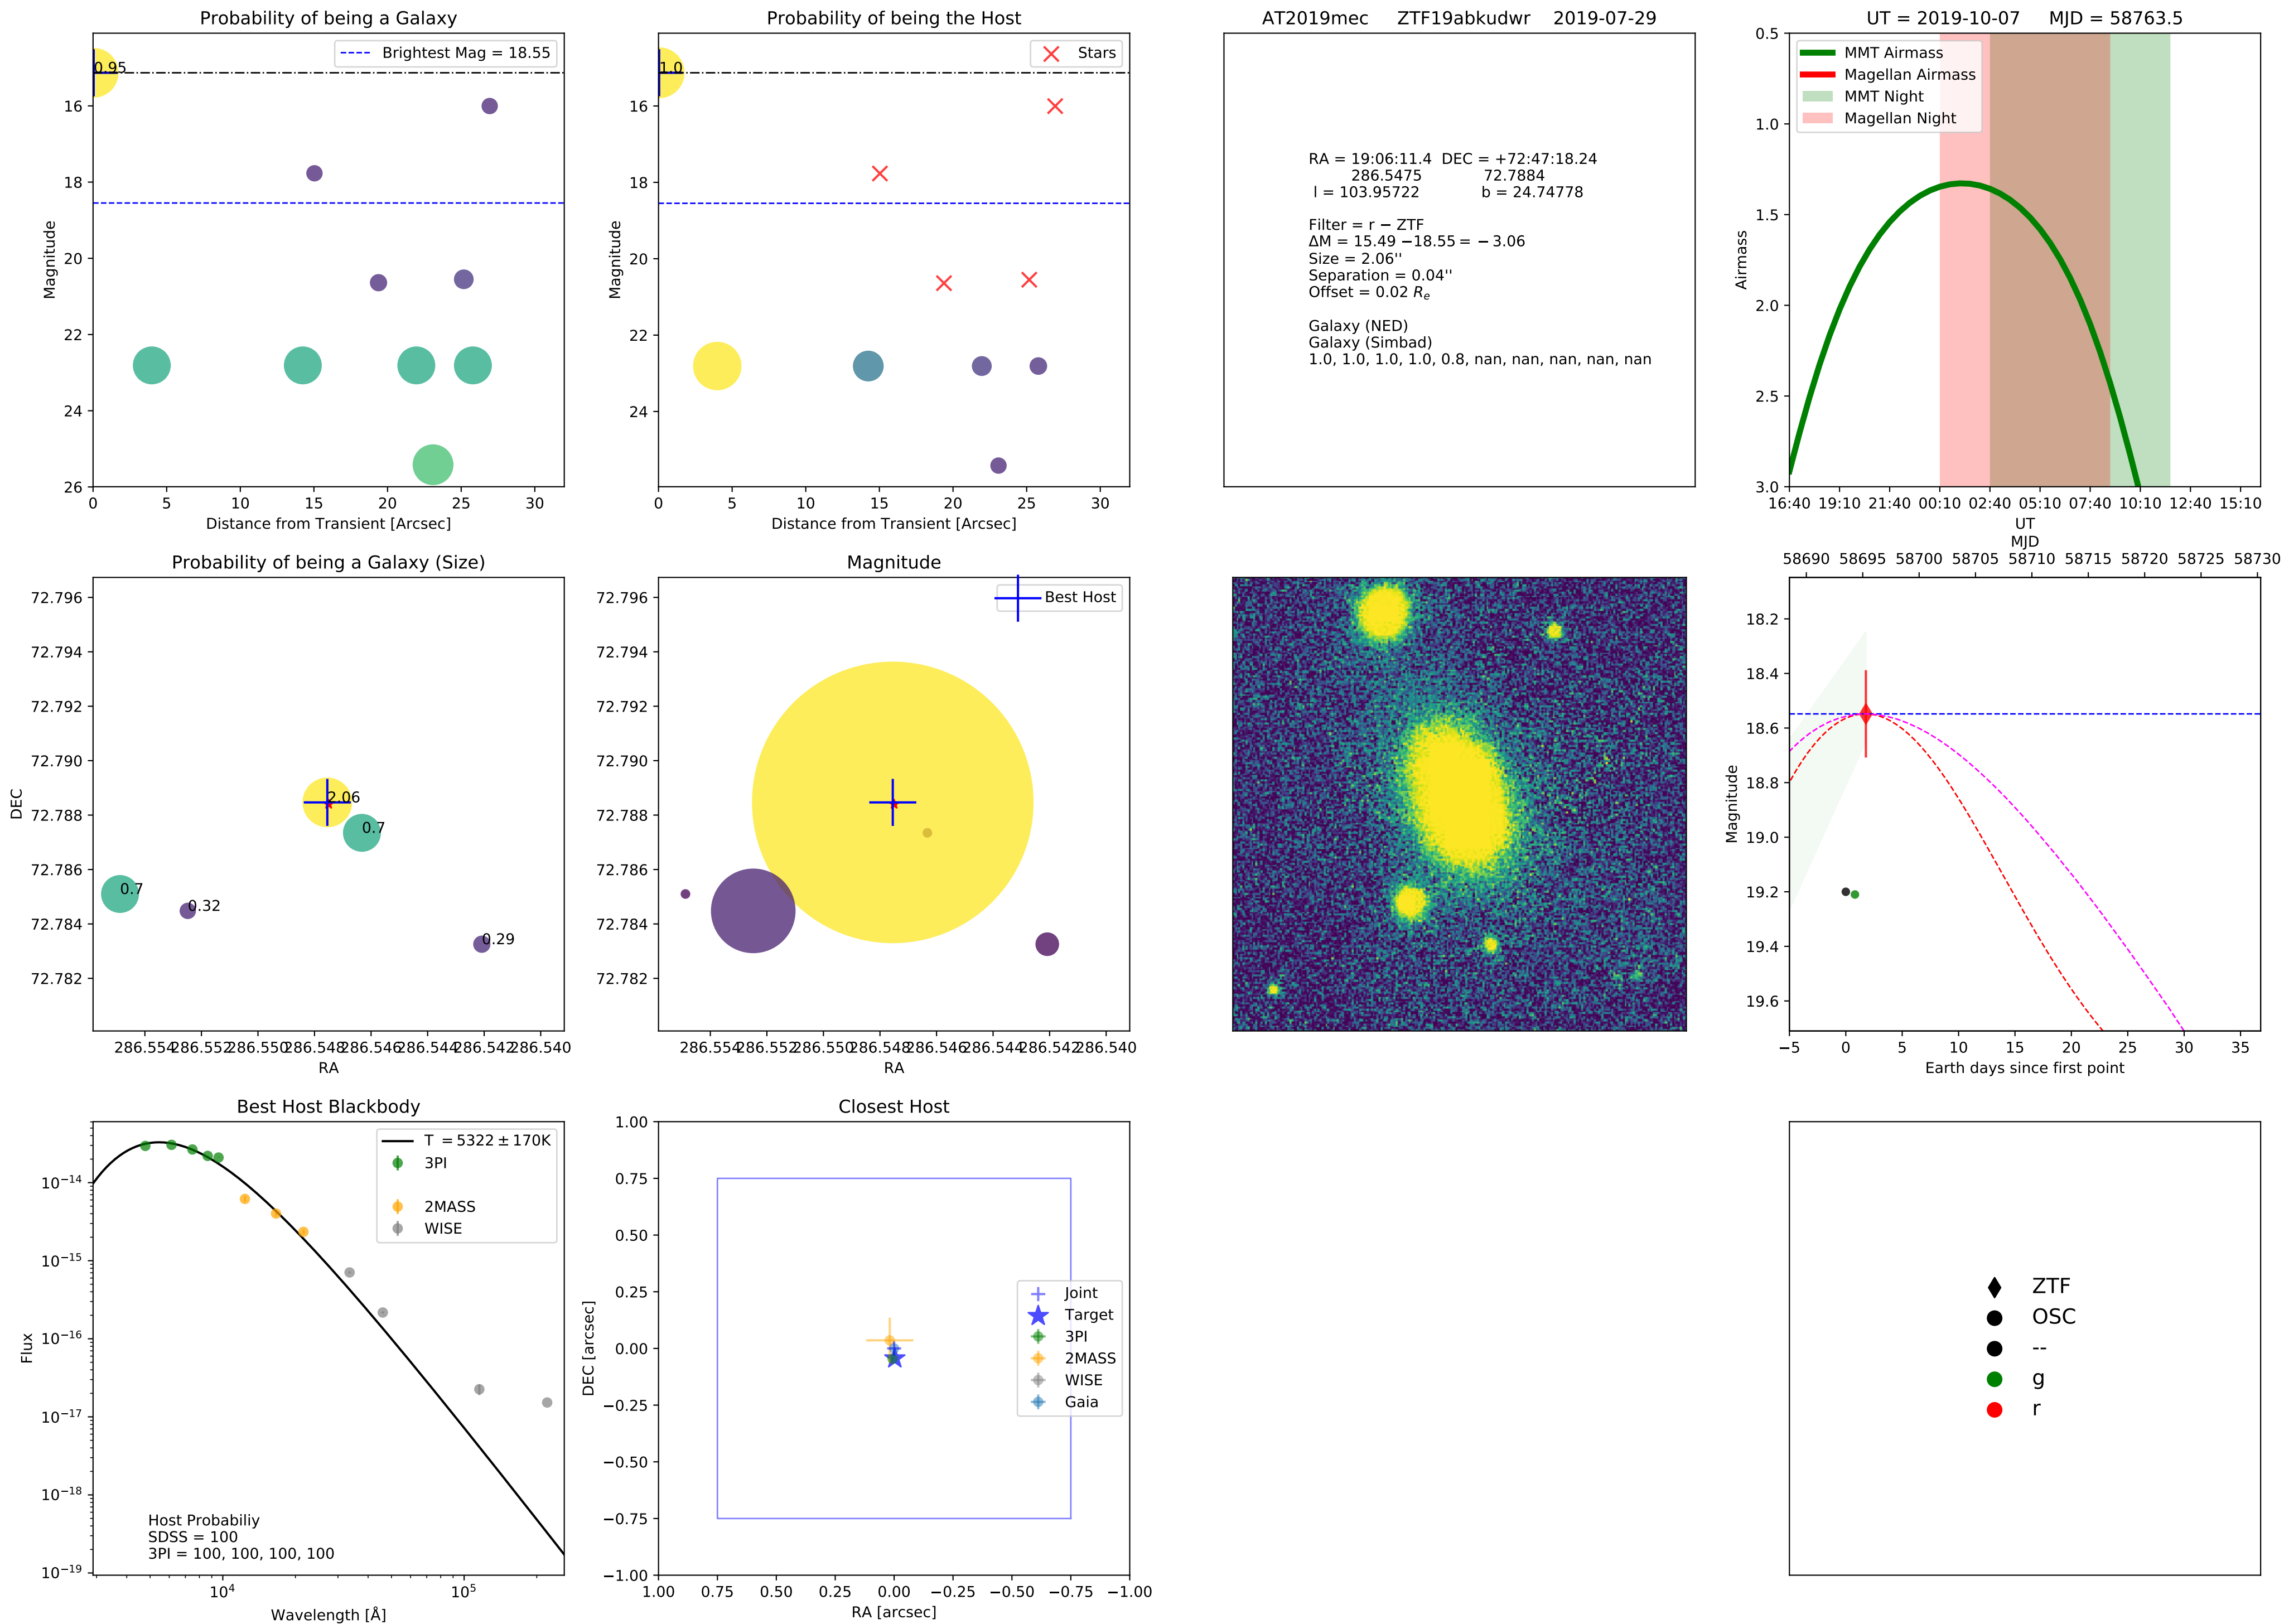 Probability of being a Galaxy
0.95
Brightest Mag = 18.55
16
18
20
22
24
26
Magnitude
0 5 10 15 20 25 30
Distance from Transient [Arcsec]
Probability of being the Host
1.0
Stars
16
18
20
22
24
Magnitude
0 5 10 15 20 25 30
Distance from Transient [Arcsec]
AT2019mec ZTF19abkudwr 2019-07-29
RA = 19:06:11.4 DEC = +72:47:18.24
286.5475 72.7884
l = 103.95722 b = 24.74778
Filter = r − ZTF
ΔM = 15.49 −18.55 = −3.06
Size = 2.06''
Separation = 0.04''
Offset = 0.02 Rₑ
Galaxy (NED)
Galaxy (Simbad)
1.0, 1.0, 1.0, 1.0, 0.8, nan, nan, nan, nan, nan
UT = 2019-10-07 MJD = 58763.5
MMT Airmass
Magellan Airmass
MMT Night
Magellan Night
0.5
1.0
1.5
2.0
2.5
3.0
Airmass
16:40 19:10 21:40 00:10 02:40 05:10 07:40 10:10 12:40 15:10
UT
Probability of being a Galaxy (Size)
72.796
72.794
72.792
72.790
72.788
72.786
72.784
72.782
DEC
2.06
0.7
0.7
0.32
0.29
286.554 286.552 286.550 286.548 286.546 286.544 286.542 286.540
RA
Magnitude
Best Host
72.796
72.794
72.792
72.790
72.788
72.786
72.784
72.782
286.554 286.552 286.550 286.548 286.546 286.544 286.542 286.540
RA
MJD
58690 58695 58700 58705 58710 58715 58720 58725 58730
18.2
18.4
18.6
18.8
19.0
19.2
19.4
19.6
Magnitude
−5 0 5 10 15 20 25 30 35
Earth days since first point
Best Host Blackbody
T = 5322 ± 170K
3PI
2MASS
WISE
10⁻¹⁴
10⁻¹⁵
10⁻¹⁶
10⁻¹⁷
10⁻¹⁸
10⁻¹⁹
Flux
Host Probabiliy
SDSS = 100
3PI = 100, 100, 100, 100
10⁴ 10⁵
Wavelength [Å]
Closest Host
1.00
0.75
0.50
0.25
0.00
−0.25
−0.50
−0.75
−1.00
DEC [arcsec]
Joint
Target
3PI
2MASS
WISE
Gaia
1.00 0.75 0.50 0.25 0.00 −0.25 −0.50 −0.75 −1.00
RA [arcsec]
ZTF
OSC
--
g
r